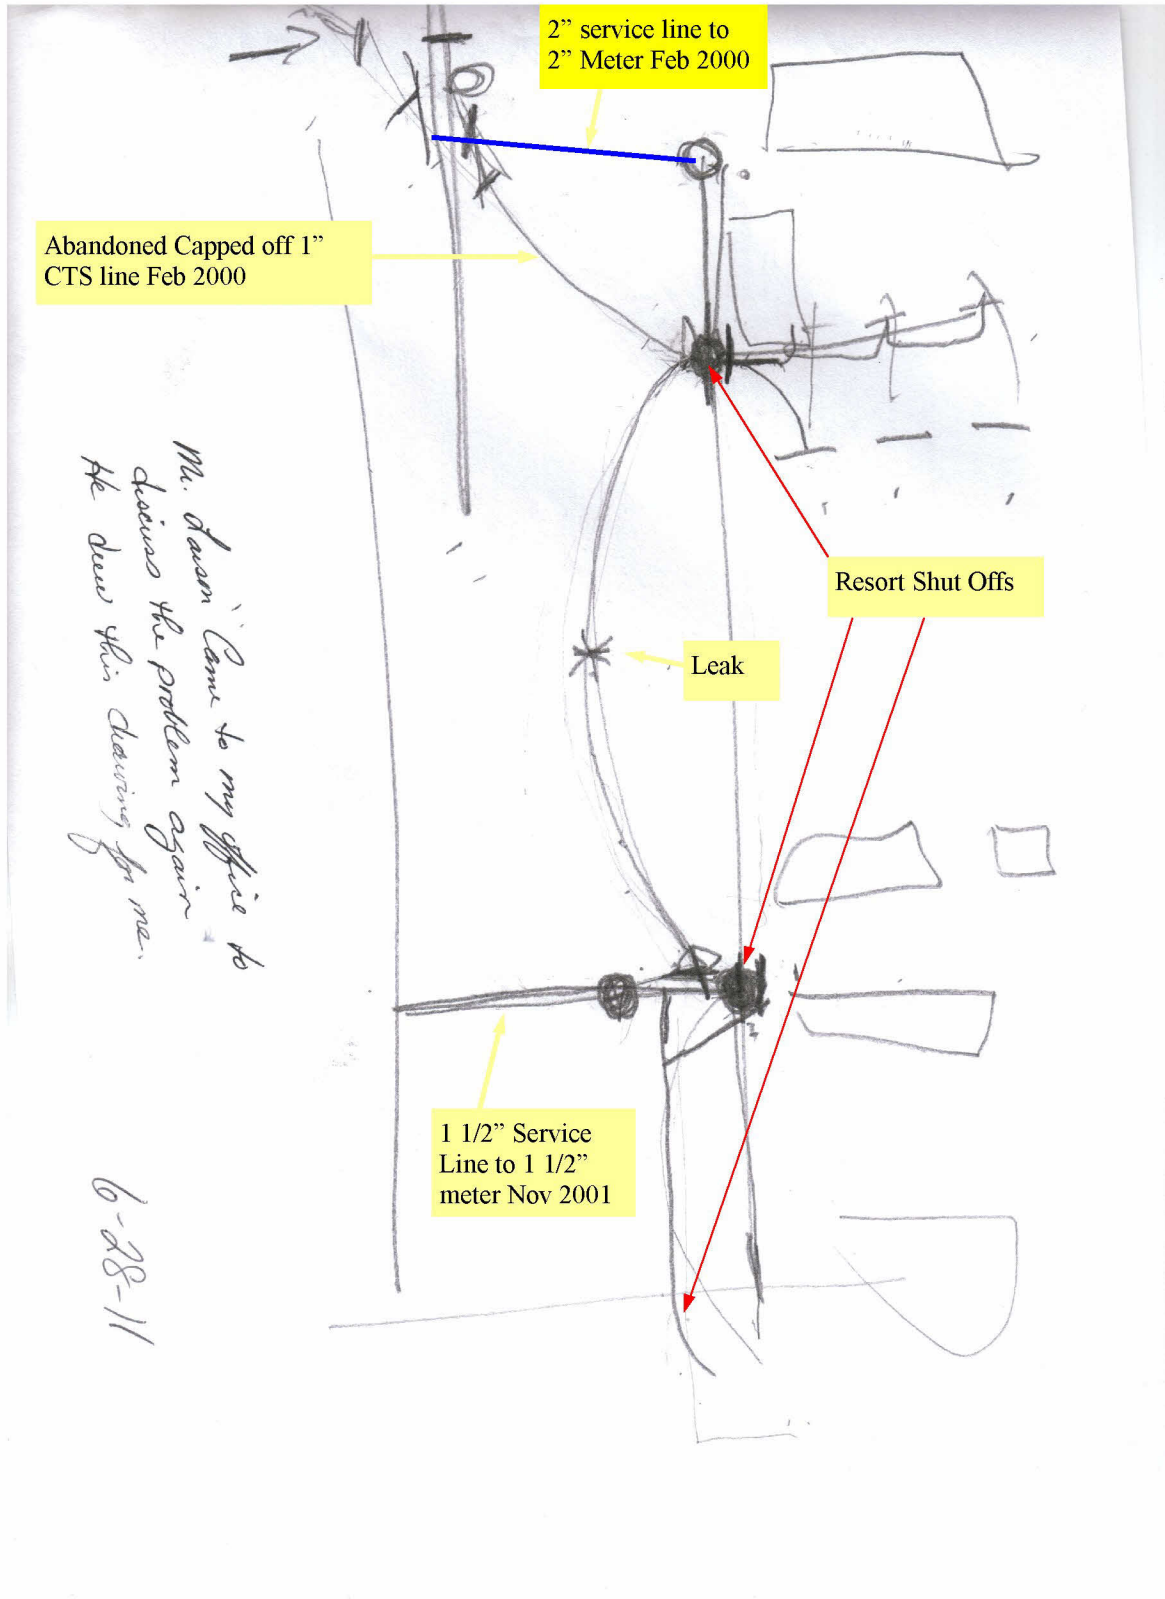 2” service line to
2” Meter Feb 2000
Abandoned Capped off 1”
CTS line Feb 2000
Resort Shut Offs
Leak
1 1/2” Service
Line to 1 1/2”
meter Nov 2001
Mr. Lawson Came to my office to
discuss the problem again
He drew this drawing for me.
6-28-11